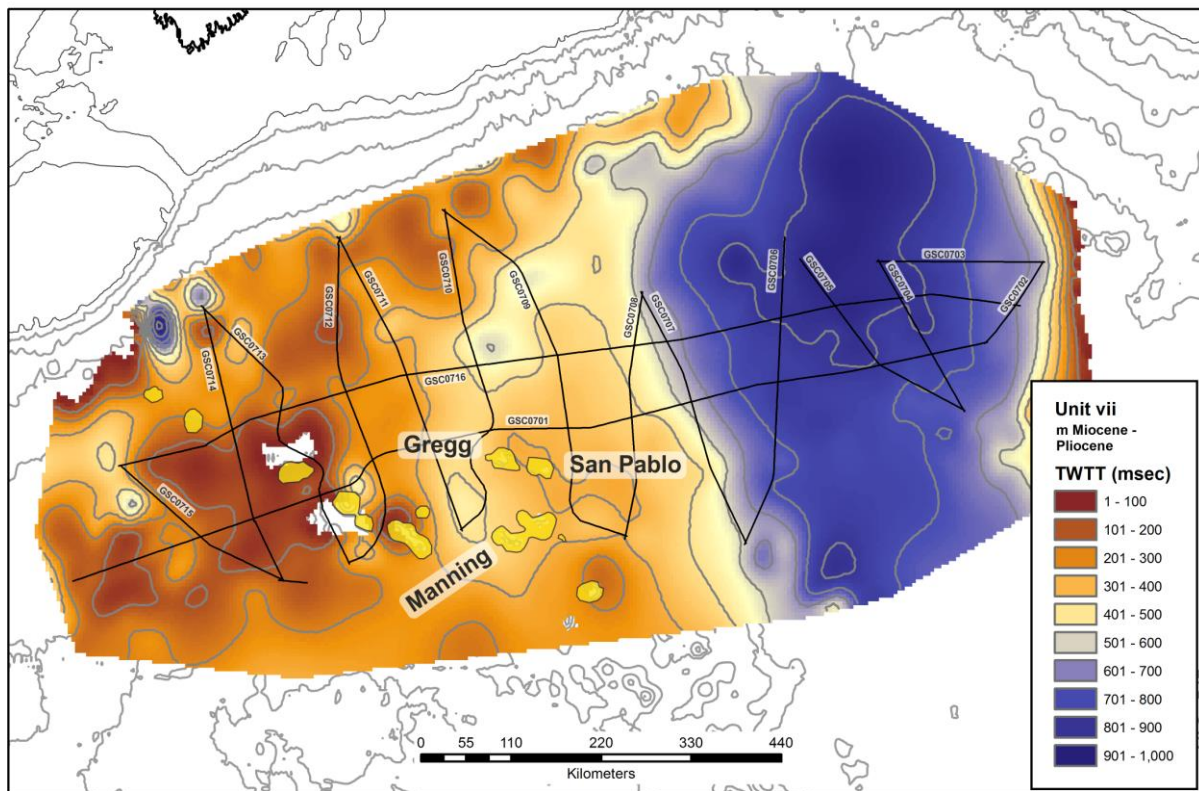 GSC0706
GSC0703
GSC0705
GSC0704
GSC0702
GSC0710
GSC0709
GSC0711
GSC0712
GSC0708
GSC0707
GSC0713
GSC0714
GSC0716
GSC0701
Gregg
San Pablo
GSC0715
Manning
Unit vii
m Miocene -
Pliocene
TWTT (msec)
1 - 100
101 - 200
201 - 300
301 - 400
401 - 500
501 - 600
601 - 700
701 - 800
801 - 900
901 - 1,000
0 55 110 220 330 440
Kilometers